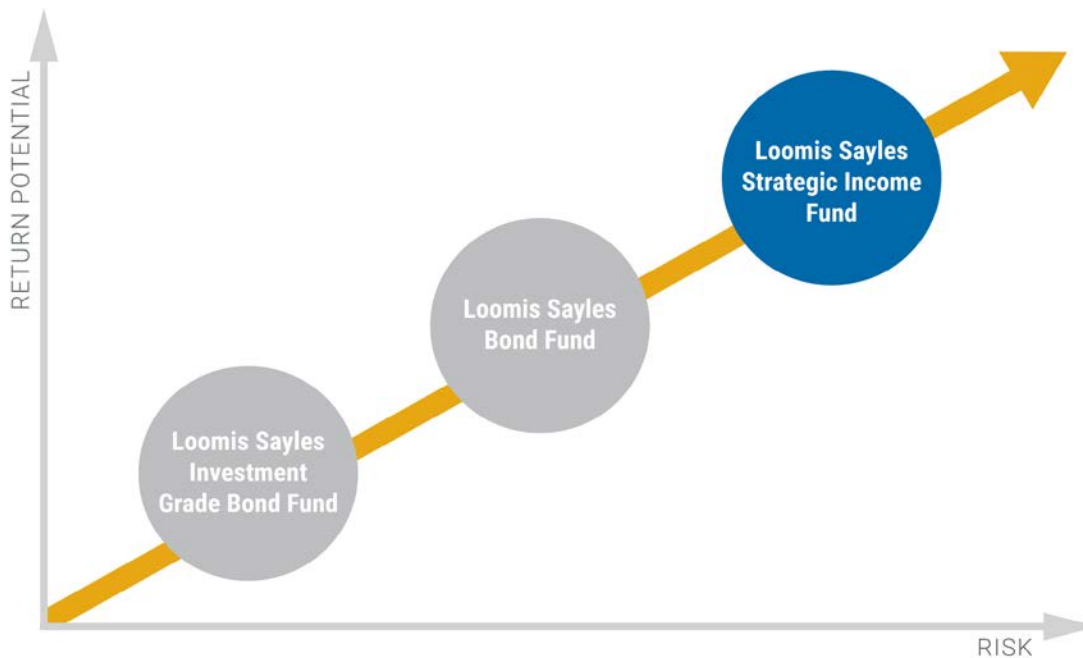 RETURN POTENTIAL
Loomis Sayles
Strategic Income
Fund
Loomis Sayles
Bond Fund
Loomis Sayles
Investment
Grade Bond Fund
RISK